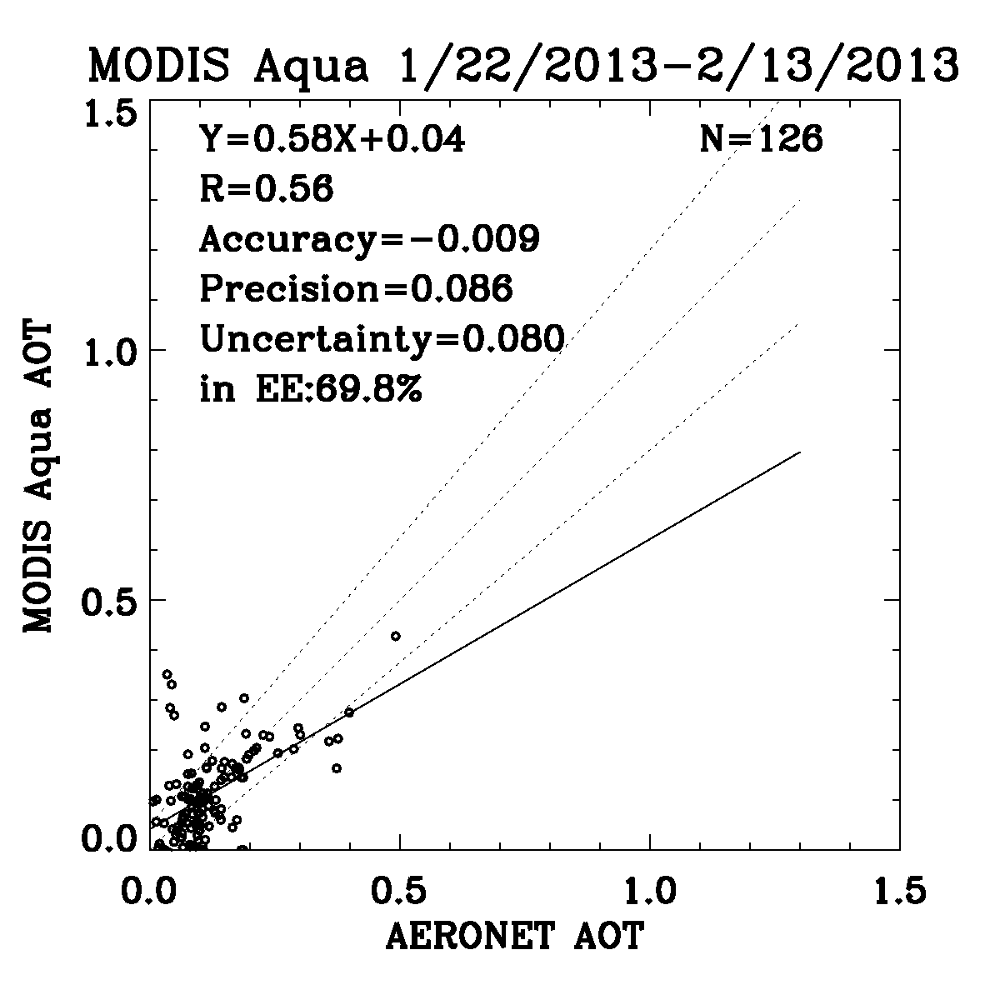 MODIS Aqua 1/22/2013-2/13/2013
1.5
Y=0.58X+0.04 N=126
R=0.56
Accuracy=-0.009
Precision=0.086
1.0
Uncertainty=0.080
in EE:69.8%
MODIS Aqua AOT
0.5
0.0
0.0 0.5 1.0 1.5
AERONET AOT